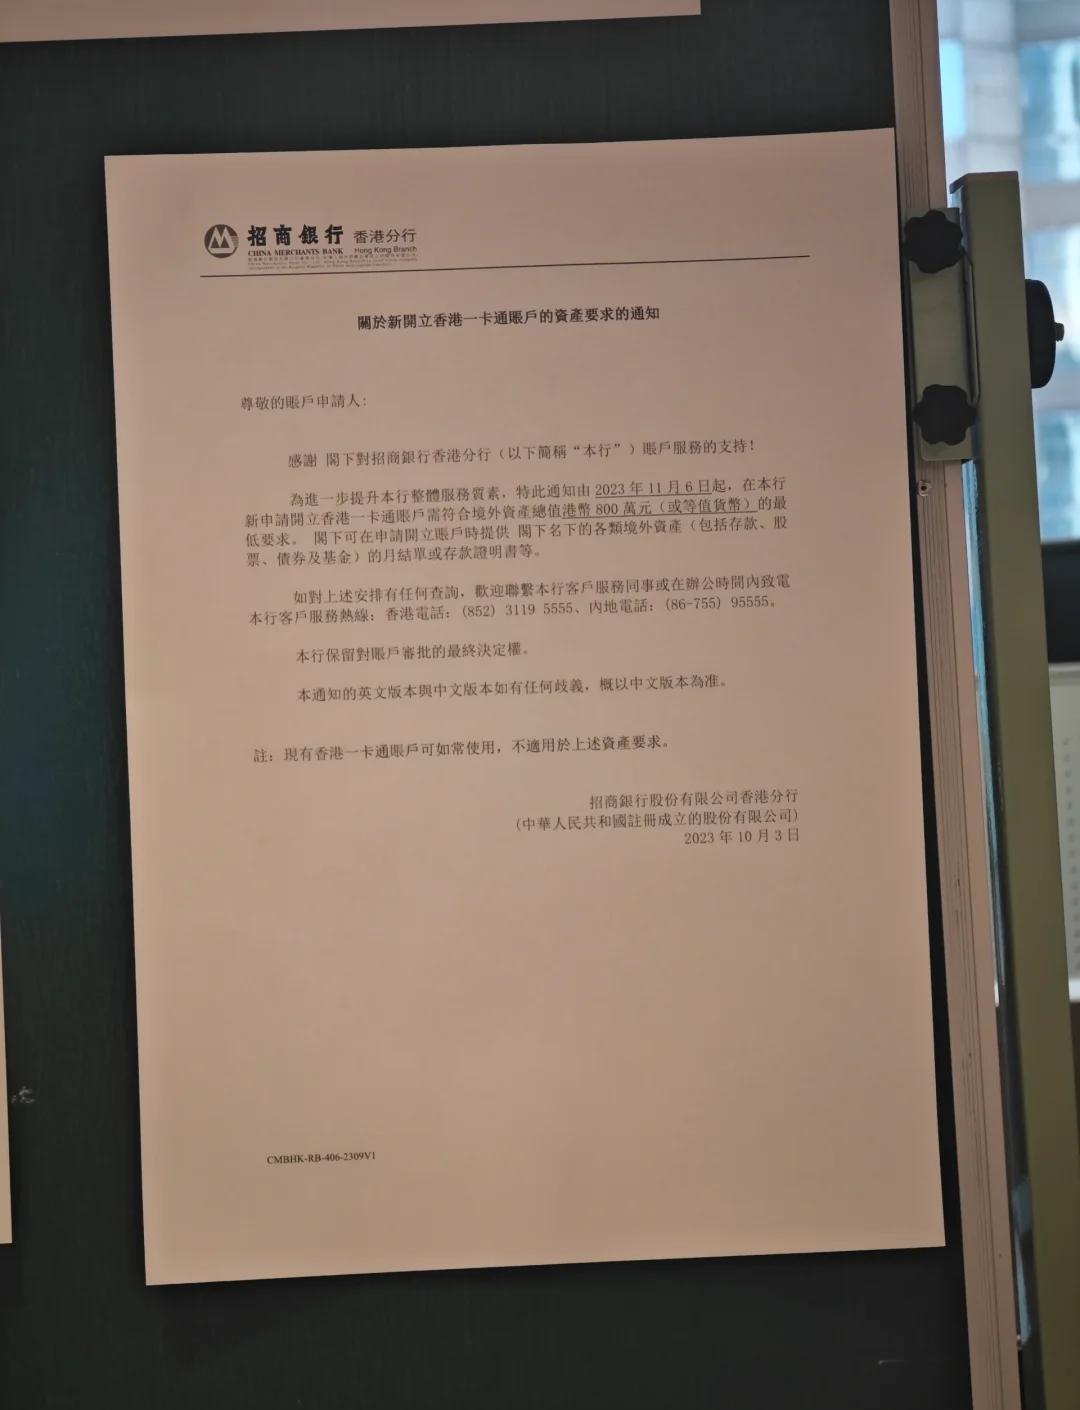 招商銀行 香港分行
CHINA MERCHANTS BANK Hong Kong Branch
關於新開立香港一卡通賬戶的資產要求的通知
尊敬的賬戶申請人:
感謝 閣下對招商銀行香港分行（以下簡稱“本行”）賬戶服務的支持!
為進一步提升本行整體服務質素，特此通知由 2023 年 11 月 6 日起，在本行
新申請開立香港一卡通賬戶需符合境外資產總值港幣 800 萬元（或等值貨幣）的最
低要求。 閣下可在申請開立賬戶時提供 閣下名下的各類境外資產（包括存款、股
票、債券及基金）的月結單或存款證明書等。
如對上述安排有任何查詢，歡迎聯繫本行客戶服務同事或在辦公時間內致電
本行客戶服務熱線：香港電話：(852) 3119 5555、內地電話：(86-755) 95555。
本行保留對賬戶審批的最終決定權。
本通知的英文版本與中文版本如有任何歧義，概以中文版本為准。
註：現有香港一卡通賬戶可如常使用，不適用於上述資產要求。
招商銀行股份有限公司香港分行
(中華人民共和國註冊成立的股份有限公司)
2023 年 10 月 3 日
CMBHK-RB-406-2309V1